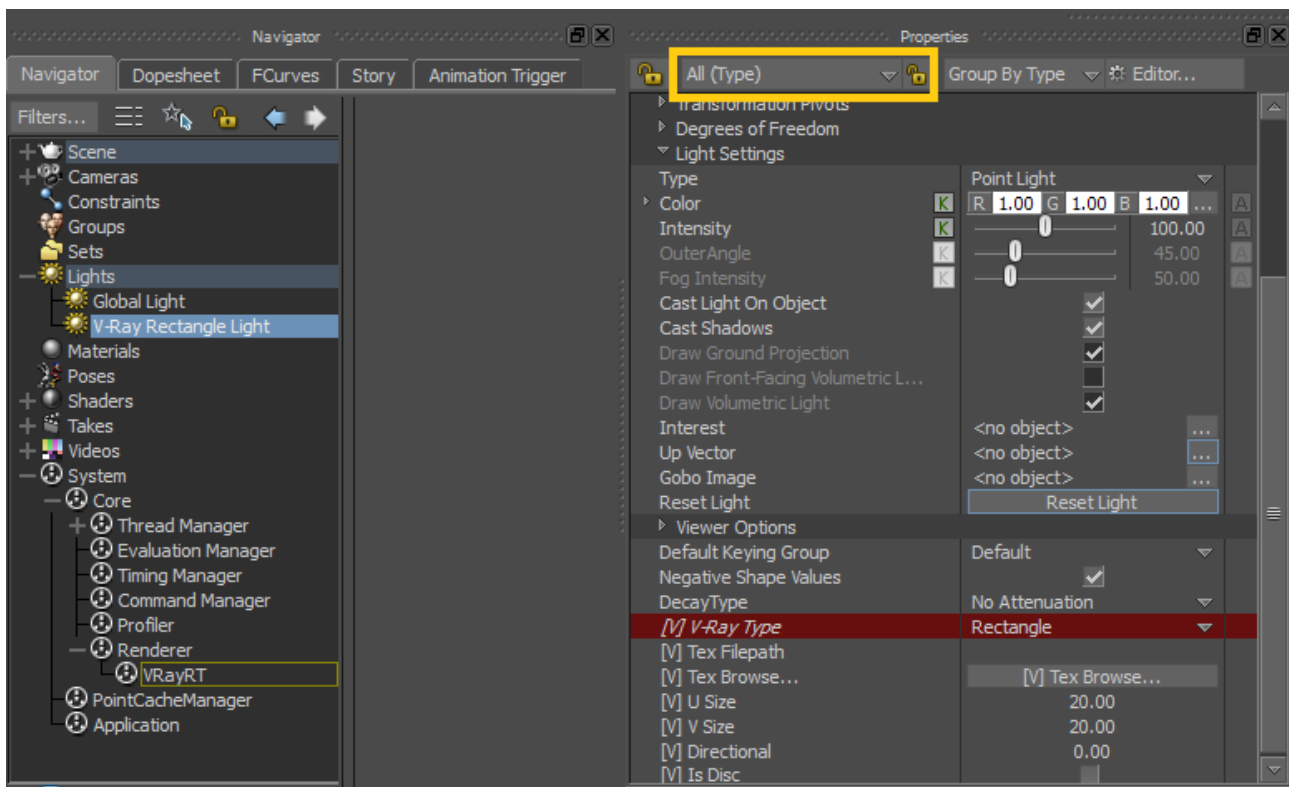 Navigator
Navigator Dopesheet FCurves Story Animation Trigger
Filters...
Scene
Cameras
Constraints
Groups
Sets
Lights
Global Light
V-Ray Rectangle Light
Materials
Poses
Shaders
Takes
Videos
System
Core
Thread Manager
Evaluation Manager
Timing Manager
Command Manager
Profiler
Renderer
VRayRT
PointCacheManager
Application
Properties
All (Type) Group By Type Editor...
Transformation Pivots
Degrees of Freedom
Light Settings
Type Point Light
Color K R 1.00 G 1.00 B 1.00 ... A
Intensity K 100.00 A
OuterAngle K 45.00 A
Fog Intensity K 50.00 A
Cast Light On Object
Cast Shadows
Draw Ground Projection
Draw Front-Facing Volumetric L...
Draw Volumetric Light
Interest <no object> ...
Up Vector <no object> ...
Gobo Image <no object> ...
Reset Light Reset Light
Viewer Options
Default Keying Group Default
Negative Shape Values
DecayType No Attenuation
[V] V-Ray Type Rectangle
[V] Tex Filepath
[V] Tex Browse... [V] Tex Browse...
[V] U Size 20.00
[V] V Size 20.00
[V] Directional 0.00
[V] Is Disc